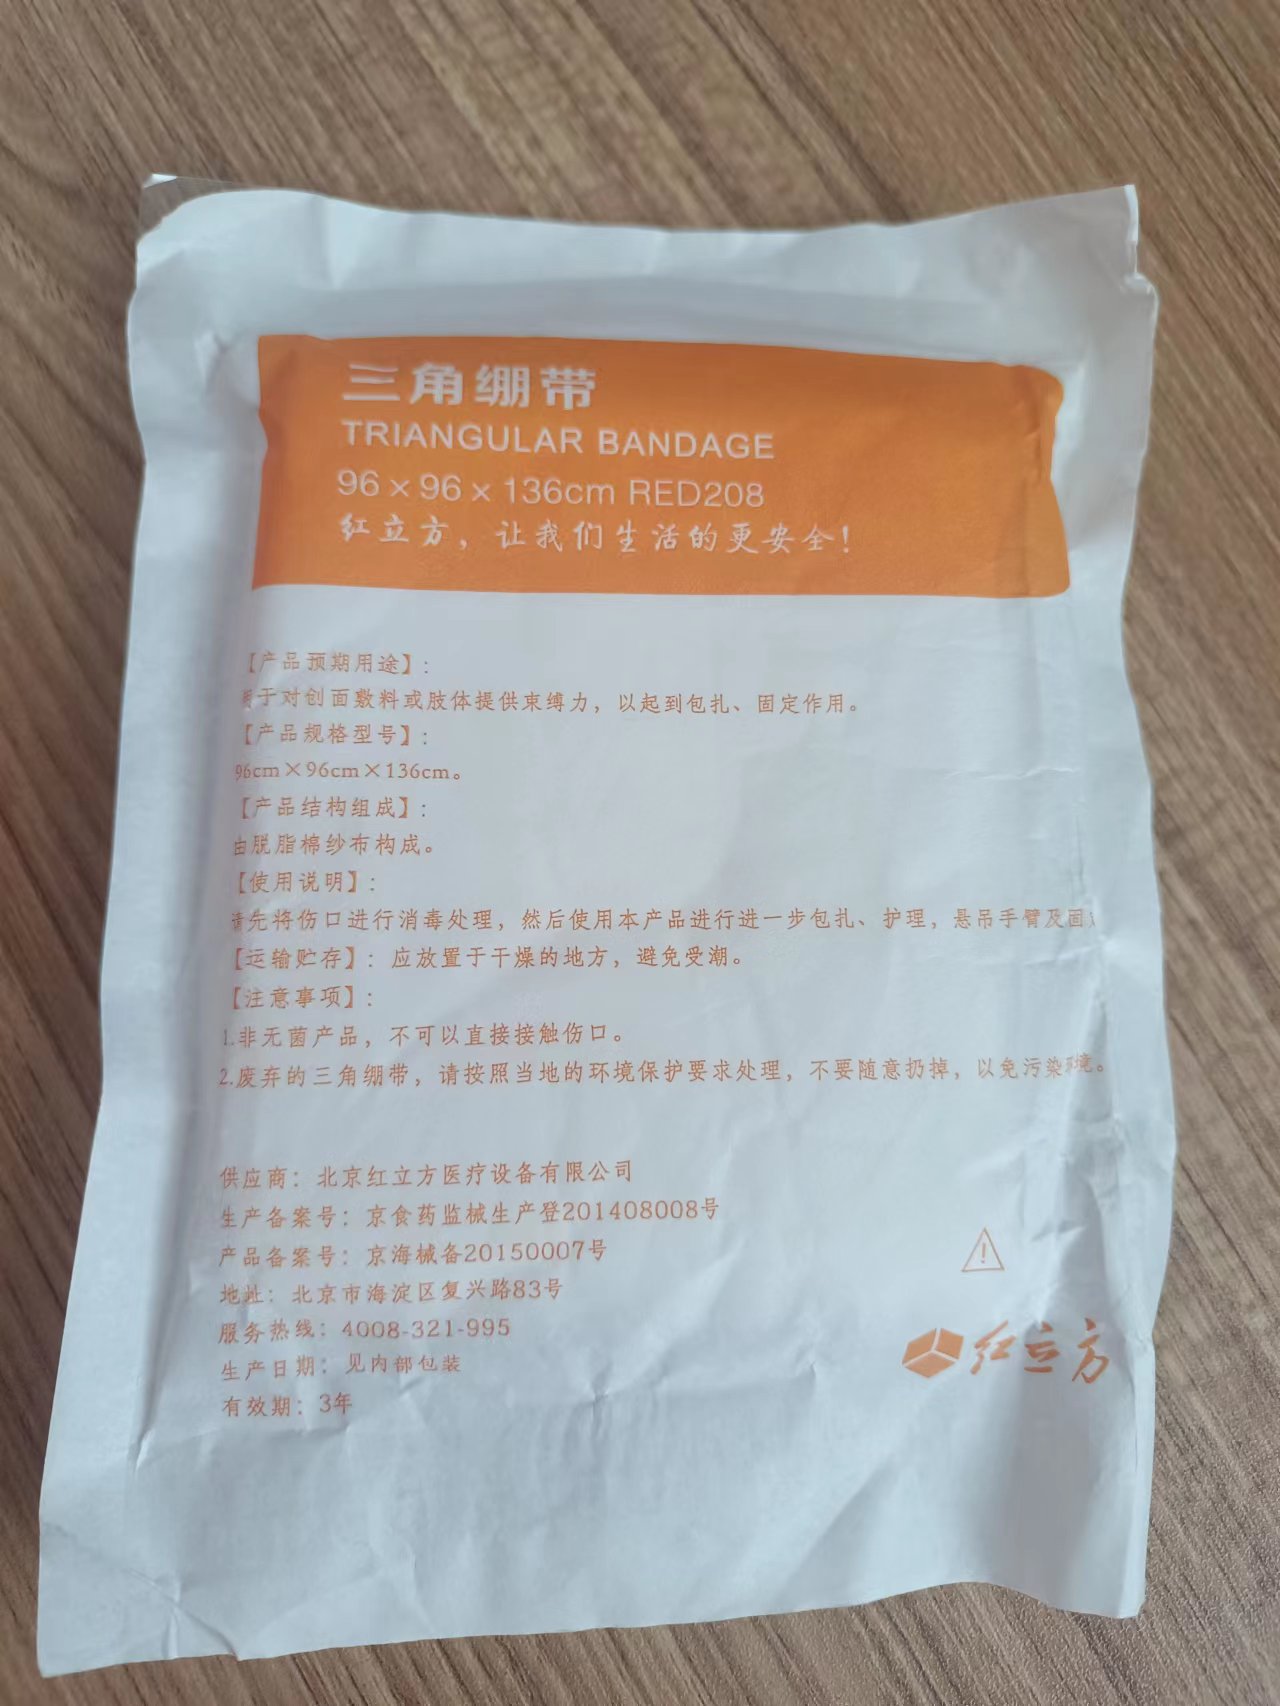 三角绷带
TRIANGULAR BANDAGE
96×96×136cm RED208
红立方，让我们生活的更安全！
【产品预期用途】：
用于对创面敷料或肢体提供束缚力，以起到包扎、固定作用。
【产品规格型号】：
96cm×96cm×136cm。
【产品结构组成】：
由脱脂棉纱布构成。
【使用说明】：
请先将伤口进行消毒处理，然后使用本产品进行进一步包扎、护理，悬吊手臂及固
【运输贮存】：应放置于干燥的地方，避免受潮。
【注意事项】：
1.非无菌产品，不可以直接接触伤口。
2.废弃的三角绷带，请按照当地的环境保护要求处理，不要随意扔掉，以免污染环境。
供应商：北京红立方医疗设备有限公司
生产备案号：京食药监械生产登201408008号
产品备案号：京海械备20150007号
地址：北京市海淀区复兴路83号
服务热线：4008-321-995
生产日期：见内部包装
有效期：3年
红立方